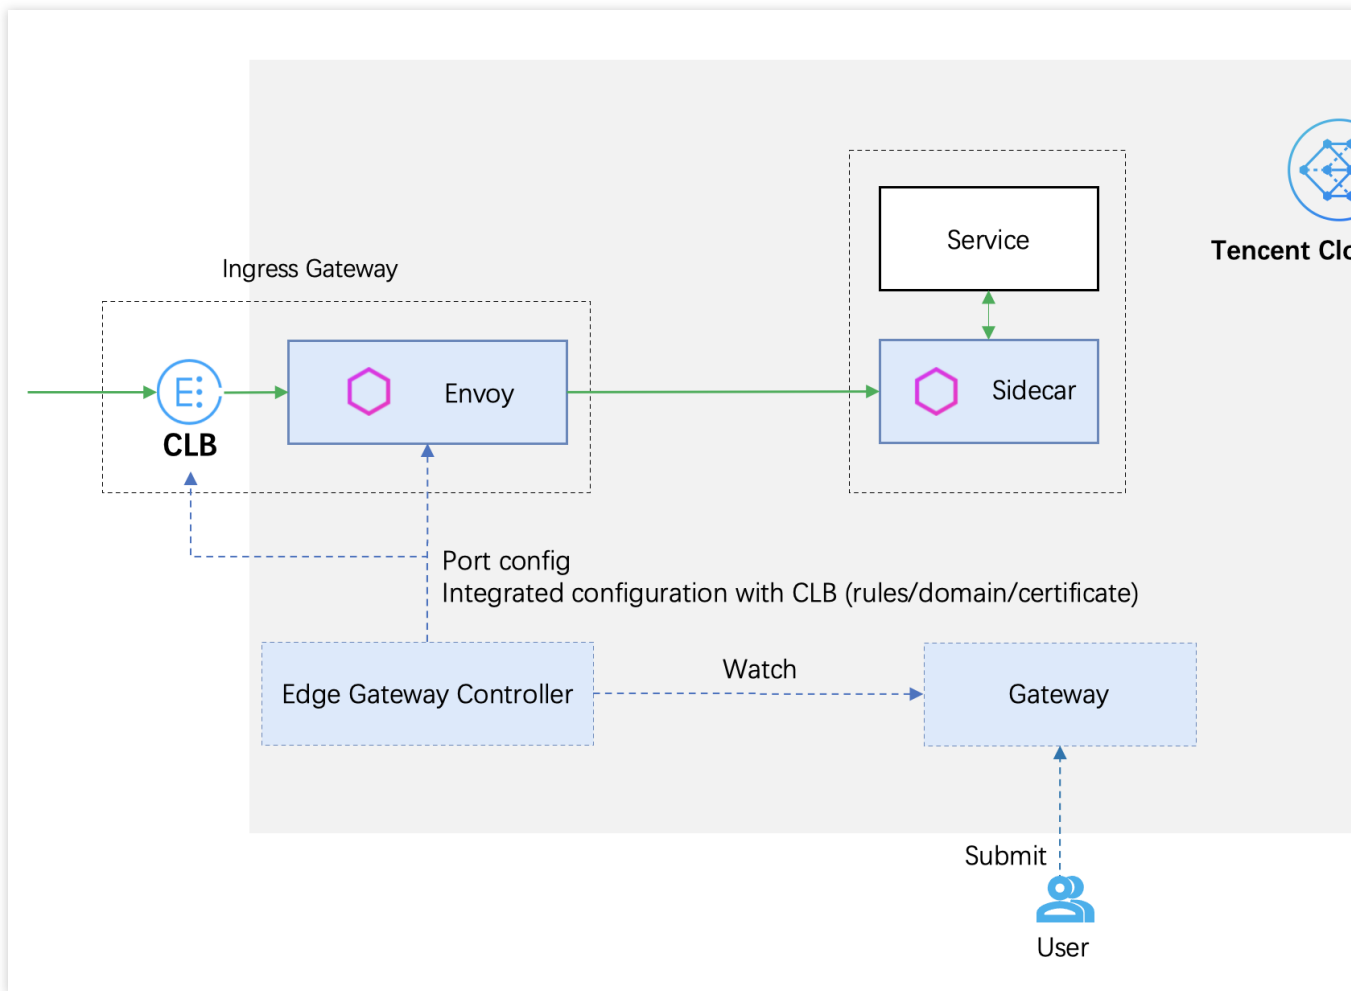 Service
Tencent Clo
Ingress Gateway
Envoy
Sidecar
CLB
Port config
Integrated configuration with CLB (rules/domain/certificate)
Watch
Edge Gateway Controller
Gateway
Submit
User